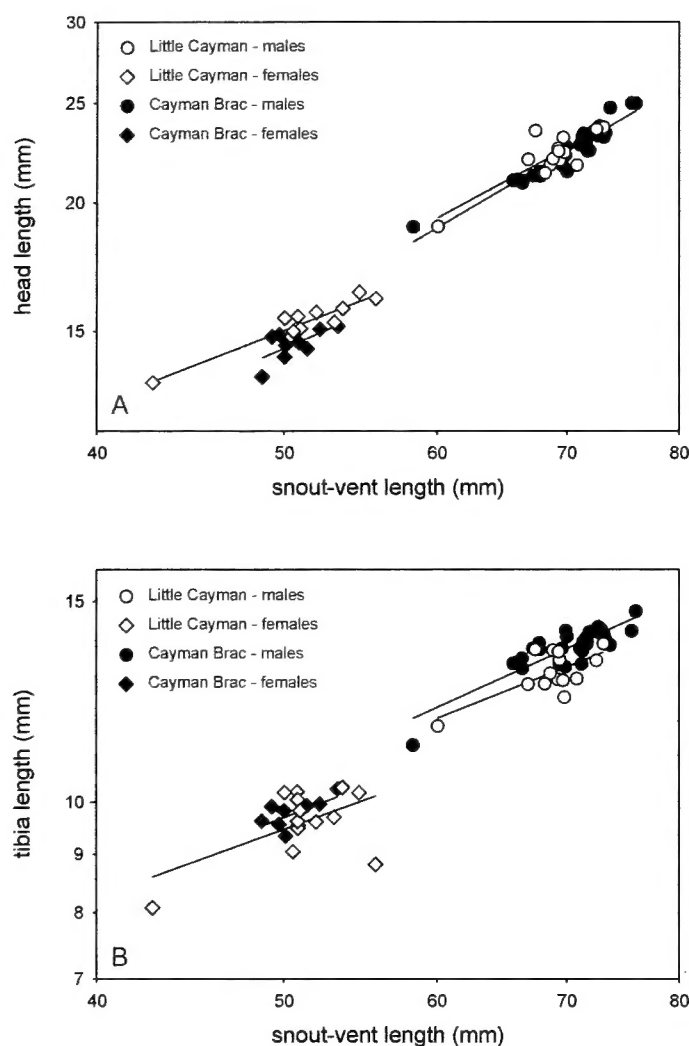 30
25
20
15
○ Little Cayman - males
◇ Little Cayman - females
● Cayman Brac - males
◆ Cayman Brac - females
head length (mm)
A
40 50 60 70 80
snout-vent length (mm)
15
10
9
8
7
○ Little Cayman - males
◇ Little Cayman - females
● Cayman Brac - males
◆ Cayman Brac - females
tibia length (mm)
B
40 50 60 70 80
snout-vent length (mm)